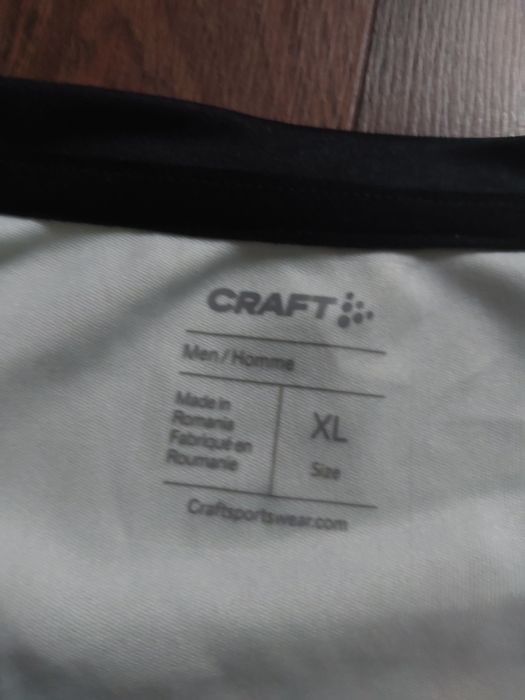 CRAFT
Men / Homme
Made in
Romania
Fabriqué en
Roumanie
XL
Size
Craftsportswear.com